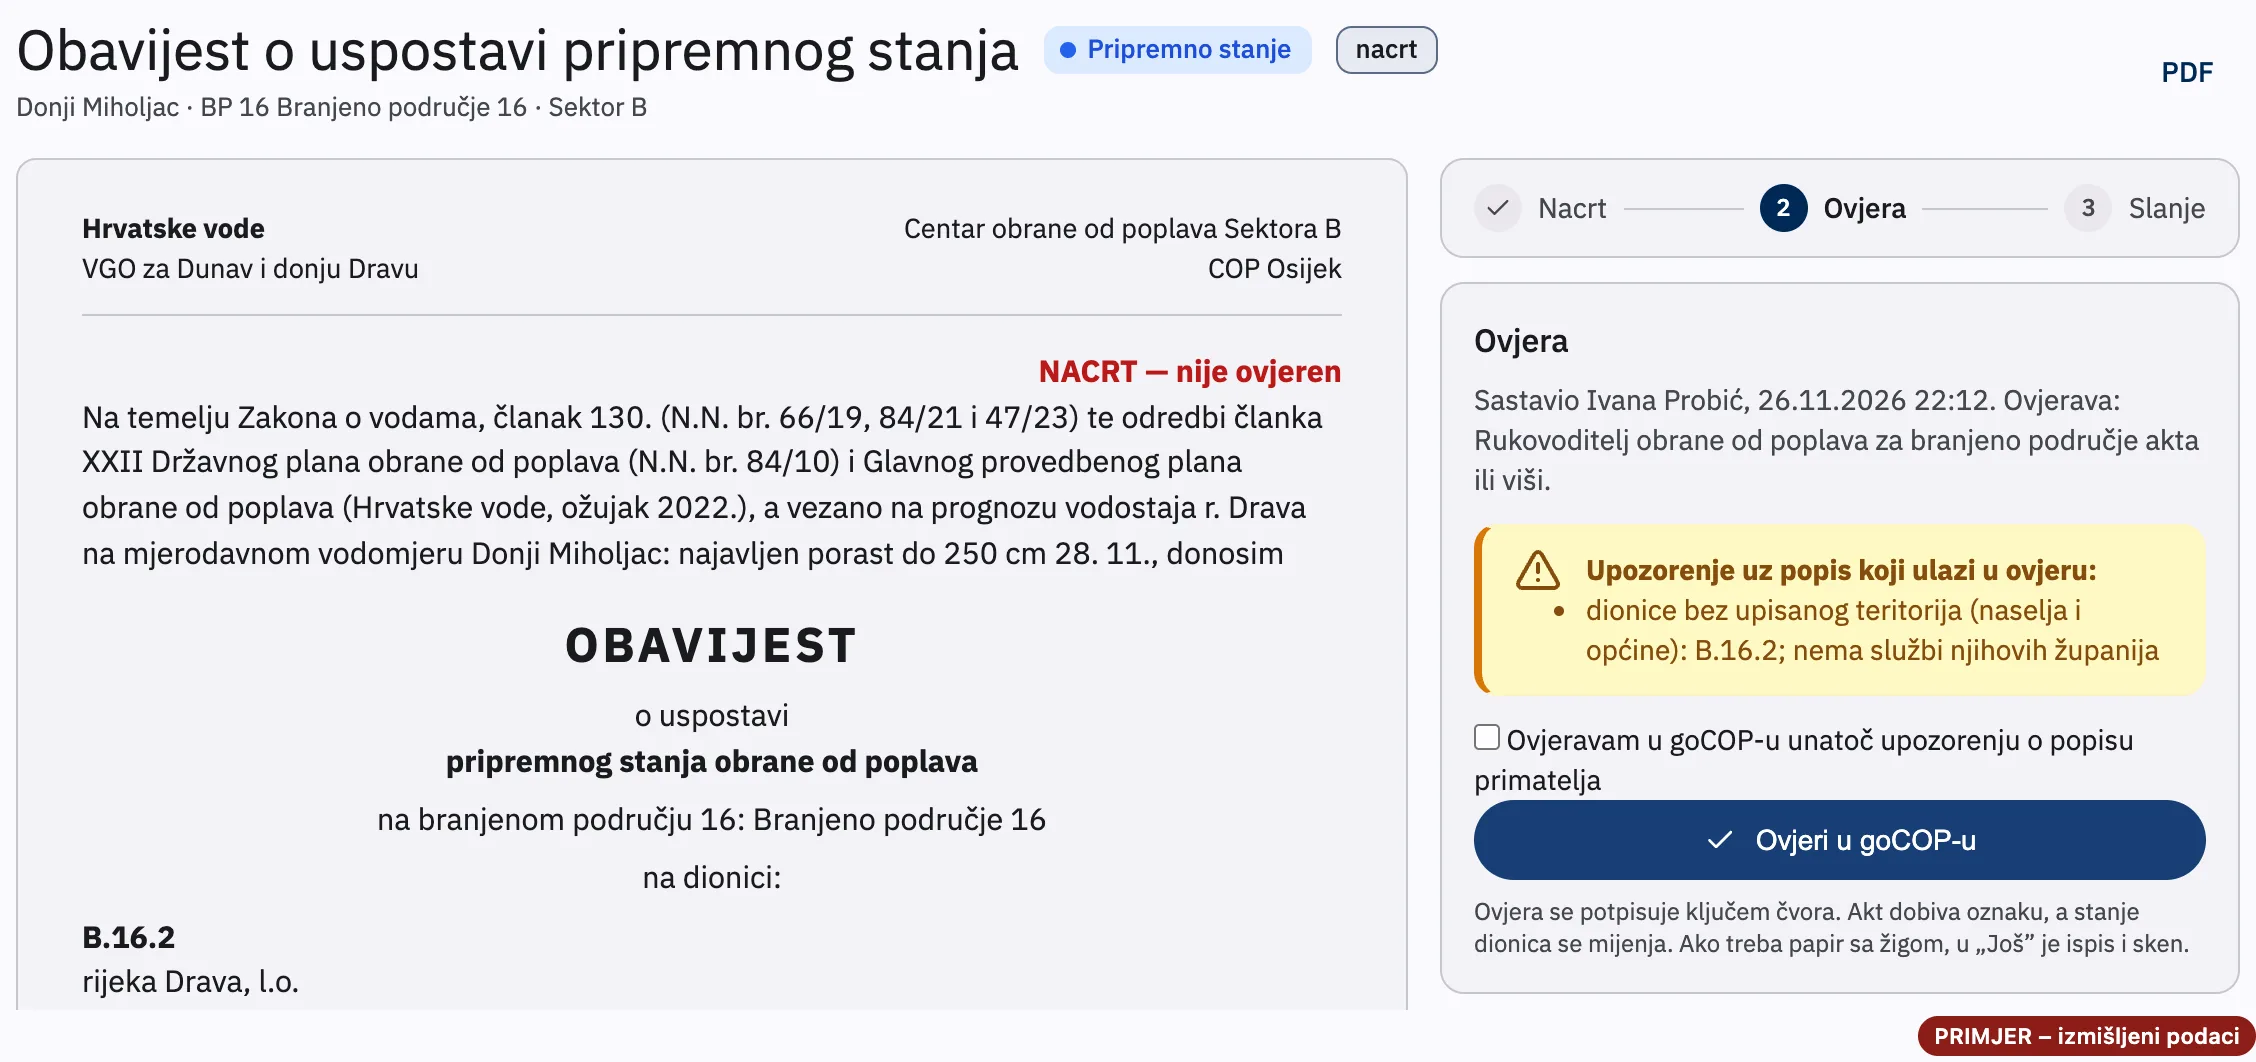 Obavijest o uspostavi pripremnog stanja
Pripremno stanje
nacrt
PDF
Donji Miholjac · BP 16 Branjeno područje 16 · Sektor B
Hrvatske vode
VGO za Dunav i donju Dravu
Centar obrane od poplava Sektora B
COP Osijek
NACRT — nije ovjeren
Na temelju Zakona o vodama, članak 130. (N.N. br. 66/19, 84/21 i 47/23) te odredbi članka
XXII Državnog plana obrane od poplava (N.N. br. 84/10) i Glavnog provedbenog plana
obrane od poplava (Hrvatske vode, ožujak 2022.), a vezano na prognozu vodostaja r. Drava
na mjerodavnom vodomjeru Donji Miholjac: najavljen porast do 250 cm 28. 11., donosim
OBAVIJEST
o uspostavi
pripremnog stanja obrane od poplava
na branjenom području 16: Branjeno područje 16
na dionici:
B.16.2
rijeka Drava, l.o.
Nacrt
2 Ovjera
3 Slanje
Ovjera
Sastavio Ivana Probić, 26.11.2026 22:12. Ovjerava:
Rukovoditelj obrane od poplava za branjeno područje akta
ili viši.
Upozorenje uz popis koji ulazi u ovjeru:
• dionice bez upisanog teritorija (naselja i
općine): B.16.2; nema službi njihovih županija
Ovjeravam u goCOP-u unatoč upozorenju o popisu
primatelja
Ovjeri u goCOP-u
Ovjera se potpisuje ključem čvora. Akt dobiva oznaku, a stanje
dionica se mijenja. Ako treba papir sa žigom, u „Još” je ispis i sken.
PRIMJER – izmišljeni podaci